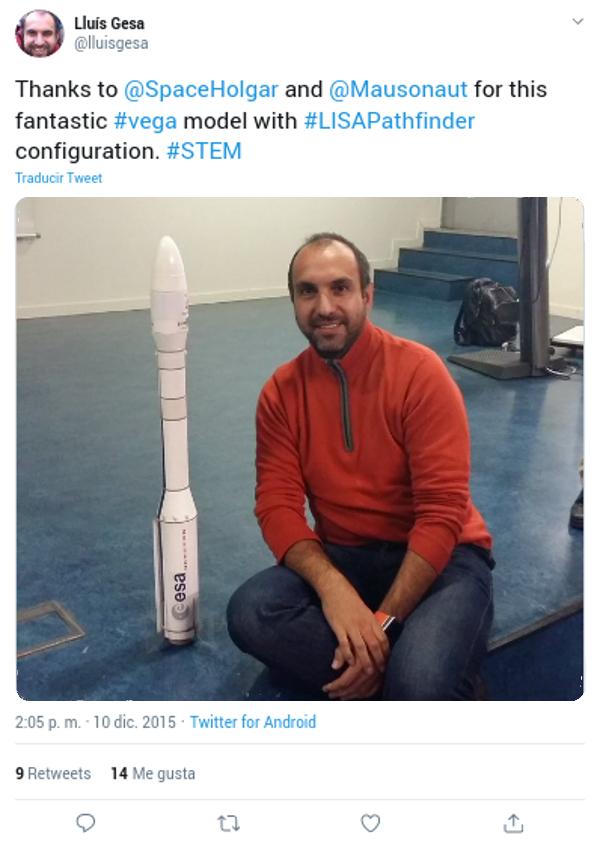 Lluís Gesa
@lluisgesa
Thanks to @SpaceHolgar and @Mausonaut for this
fantastic #vega model with #LISAPathfinder
configuration. #STEM
Traducir Tweet
esa
2:05 p. m. · 10 dic. 2015 · Twitter for Android
9 Retweets 14 Me gusta